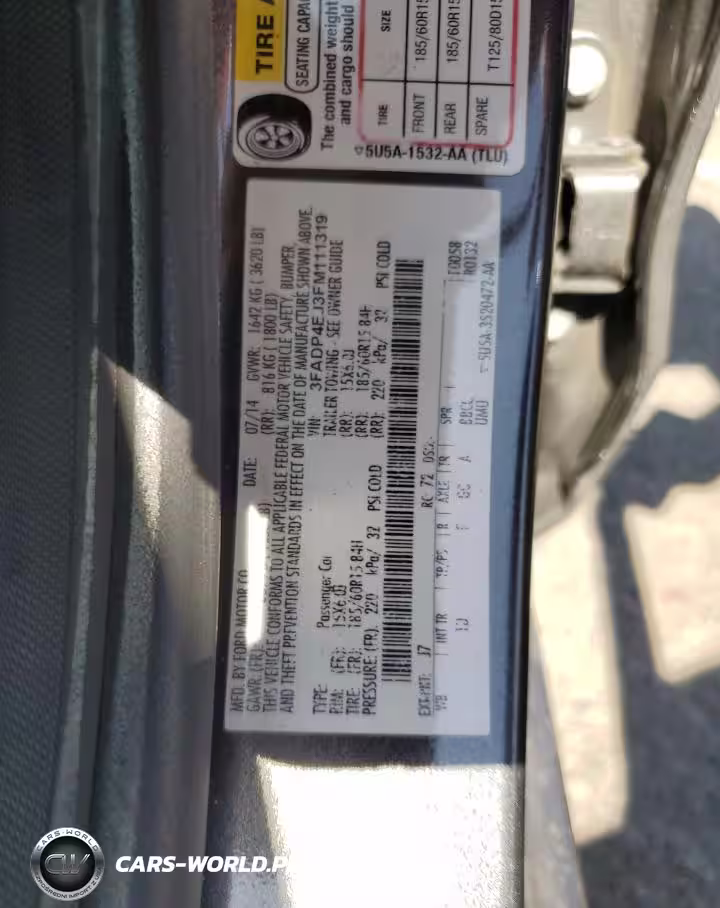 TIRE A
SEATING CAPA
The combined weight
and cargo should
TIRE SIZE
FRONT 185/60R15
REAR 185/60R15
SPARE T125/80D15
5U5A-1532-AA (TLU)
MFD. BY FORD MOTOR CO. DATE: 07/14 GVWR: 1642 KG ( 3620 LB)
GAWR: (FR): (RR): 816 KG ( 1800 LB)
THIS VEHICLE CONFORMS TO ALL APPLICABLE FEDERAL MOTOR VEHICLE SAFETY, BUMPER,
AND THEFT PREVENTION STANDARDS IN EFFECT ON THE DATE OF MANUFACTURE SHOWN ABOVE.
VIN: 3FADP4EJ3FM111319
TYPE: Passenger Car TRAILER TOWING - SEE OWNER GUIDE
RIM: (FR): 15X6.0J (RR): 15X6.0J
TIRE: (FR): 185/60R15 84H (RR): 185/60R15 84H
PRESSURE: (FR): 220 kPa/ 32 PSI COLD (RR): 220 kPa/ 32 PSI COLD
EXT PNT: J7 RC: 72 DSO: T0058
WB INT TR TP/PS R AXLE TR SPR R0132
GC A UMU
5U5A-3520472-AA
CARS-WORLD.P
CARS-WORLD
CW